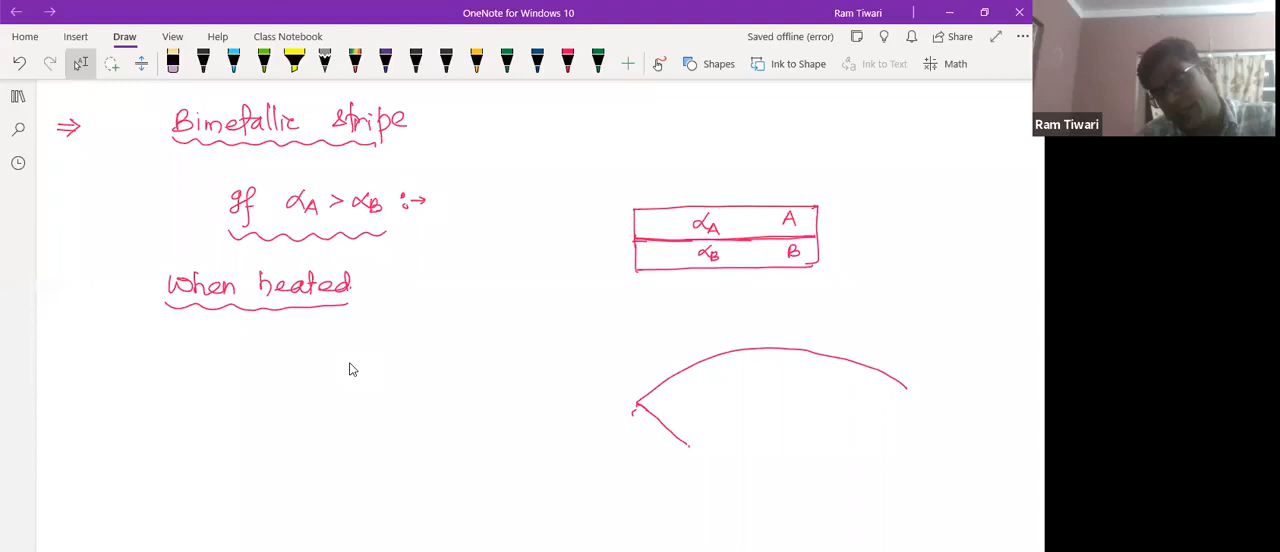 OneNote for Windows 10
Ram Tiwari
Home Insert Draw View Help Class Notebook
Saved offline (error) Share
Shapes Ink to Shape Ink to Text Math
Ram Tiwari
⇒ Bimetallic stripe
If αA > αB :→
αA A
αB B
When heated